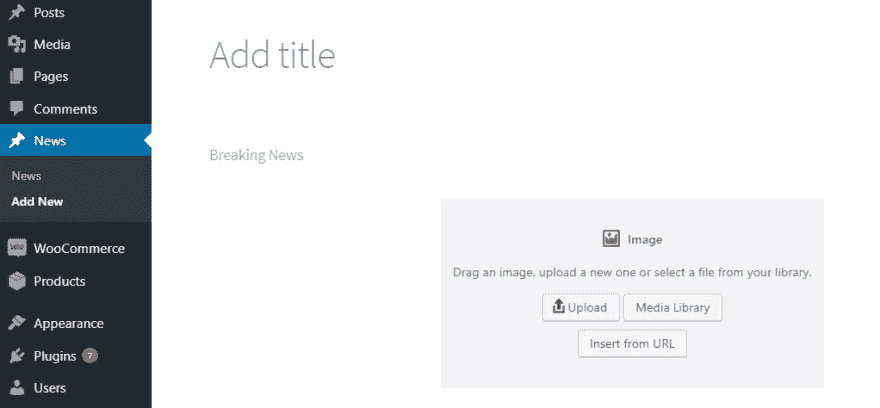 Posts
Media
Pages
Comments
News
News
Add New
WOO WooCommerce
Products
Appearance
Plugins 7
Users
Add title
Breaking News
Image
Drag an image, upload a new one or select a file from your library.
Upload Media Library
Insert from URL